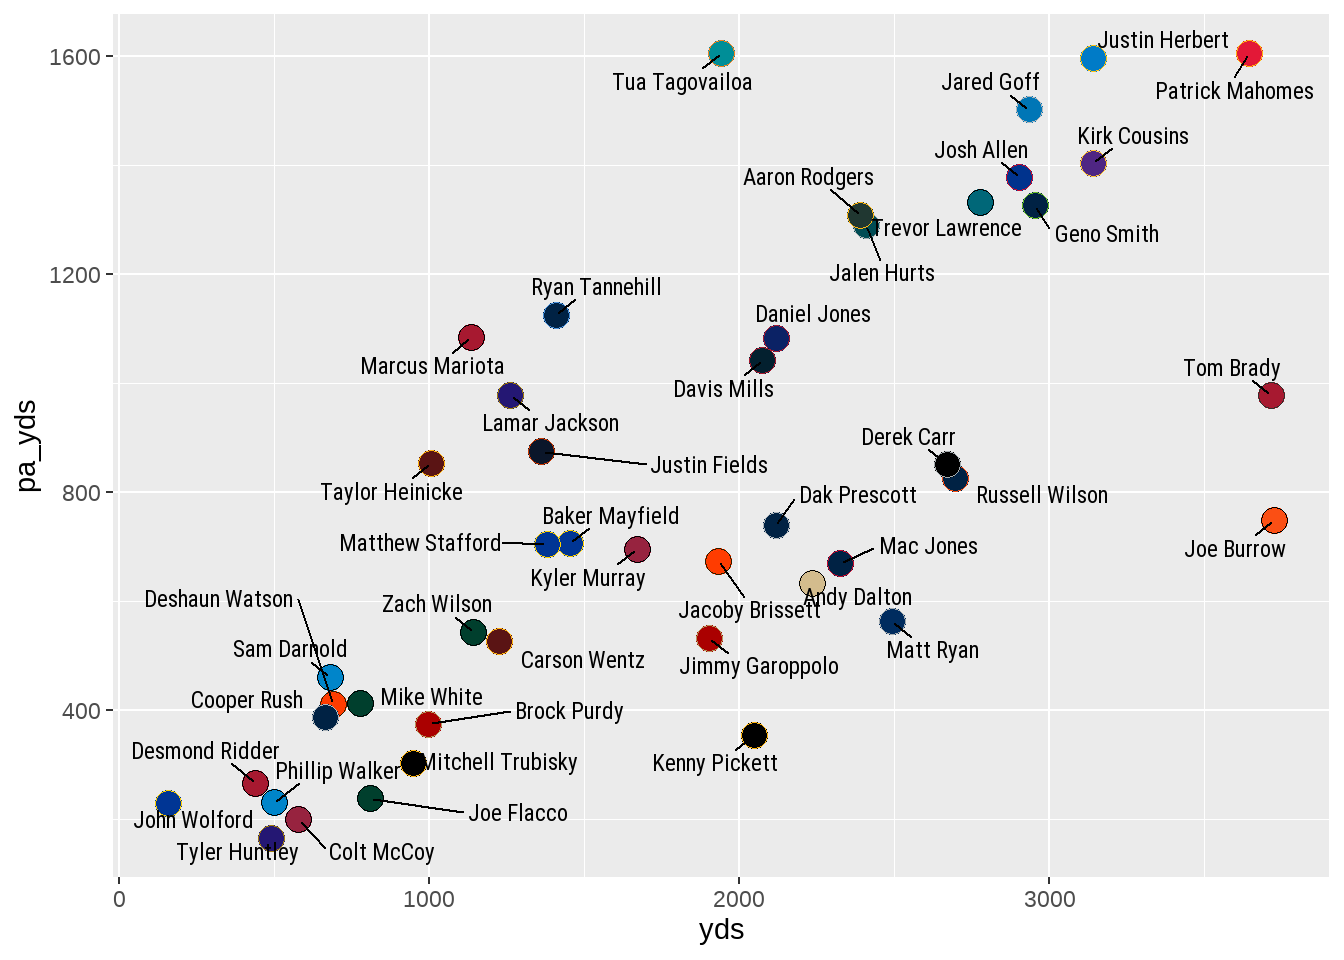 1600
Justin Herbert
Tua Tagovailoa
Jared Goff
Patrick Mahomes
Kirk Cousins
Josh Allen
Aaron Rodgers
Trevor Lawrence
Geno Smith
Jalen Hurts
1200
Ryan Tannehill
Daniel Jones
Marcus Mariota
Tom Brady
Davis Mills
Lamar Jackson
Derek Carr
Justin Fields
Taylor Heinicke
Dak Prescott
Russell Wilson
800
pa_yds
Baker Mayfield
Matthew Stafford
Mac Jones
Joe Burrow
Kyler Murray
Deshaun Watson
Zach Wilson
Jacoby Brissett
Andy Dalton
Sam Darnold
Carson Wentz
Jimmy Garoppolo
Matt Ryan
Cooper Rush
Mike White
Brock Purdy
400
Desmond Ridder
Phillip Walker
Mitchell Trubisky
Kenny Pickett
John Wolford
Joe Flacco
Tyler Huntley
Colt McCoy
0
1000
2000
3000
yds